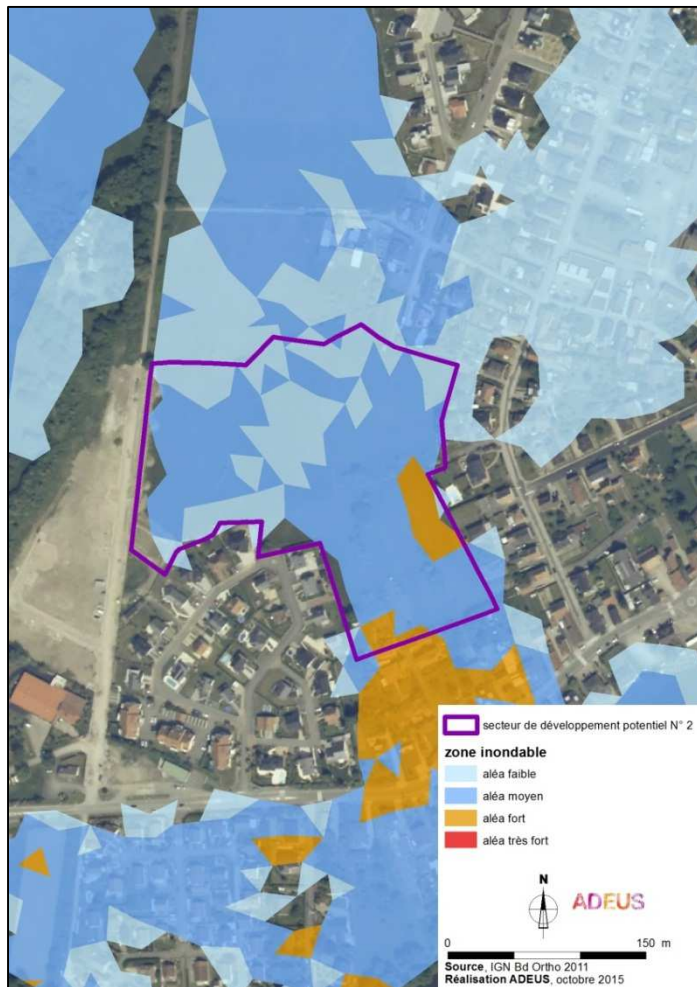 secteur de développement potentiel N° 2
zone inondable
aléa faible
aléa moyen
aléa fort
aléa très fort
N
ADEUS
0 150 m
Source, IGN Bd Ortho 2011
Réalisation ADEUS, octobre 2015